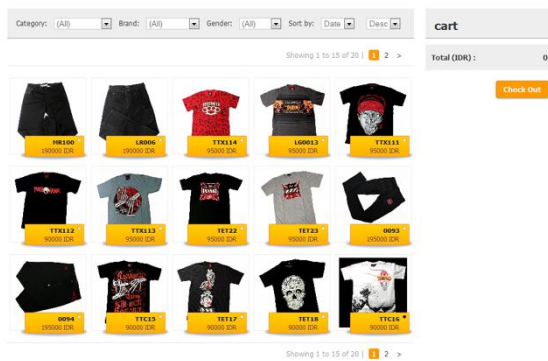 Category: (All) Brand: (All) Gender: (All) Sort by: Date Desc
cart
Showing 1 to 15 of 20 | 1 2 >
Total (IDR) : 0
Check Out
MR100 LR006 TTX114 LG0013 TTX111
190000 IDR 190000 IDR 95000 IDR 95000 IDR 95000 IDR
TTX112 TTX113 TET22 TET23 0093
95000 IDR 95000 IDR 90000 IDR 90000 IDR 195000 IDR
0094 TTC15 TET17 TET18 TTC16
195000 IDR 90000 IDR 90000 IDR 90000 IDR 90000 IDR
Showing 1 to 15 of 20 | 1 2 >